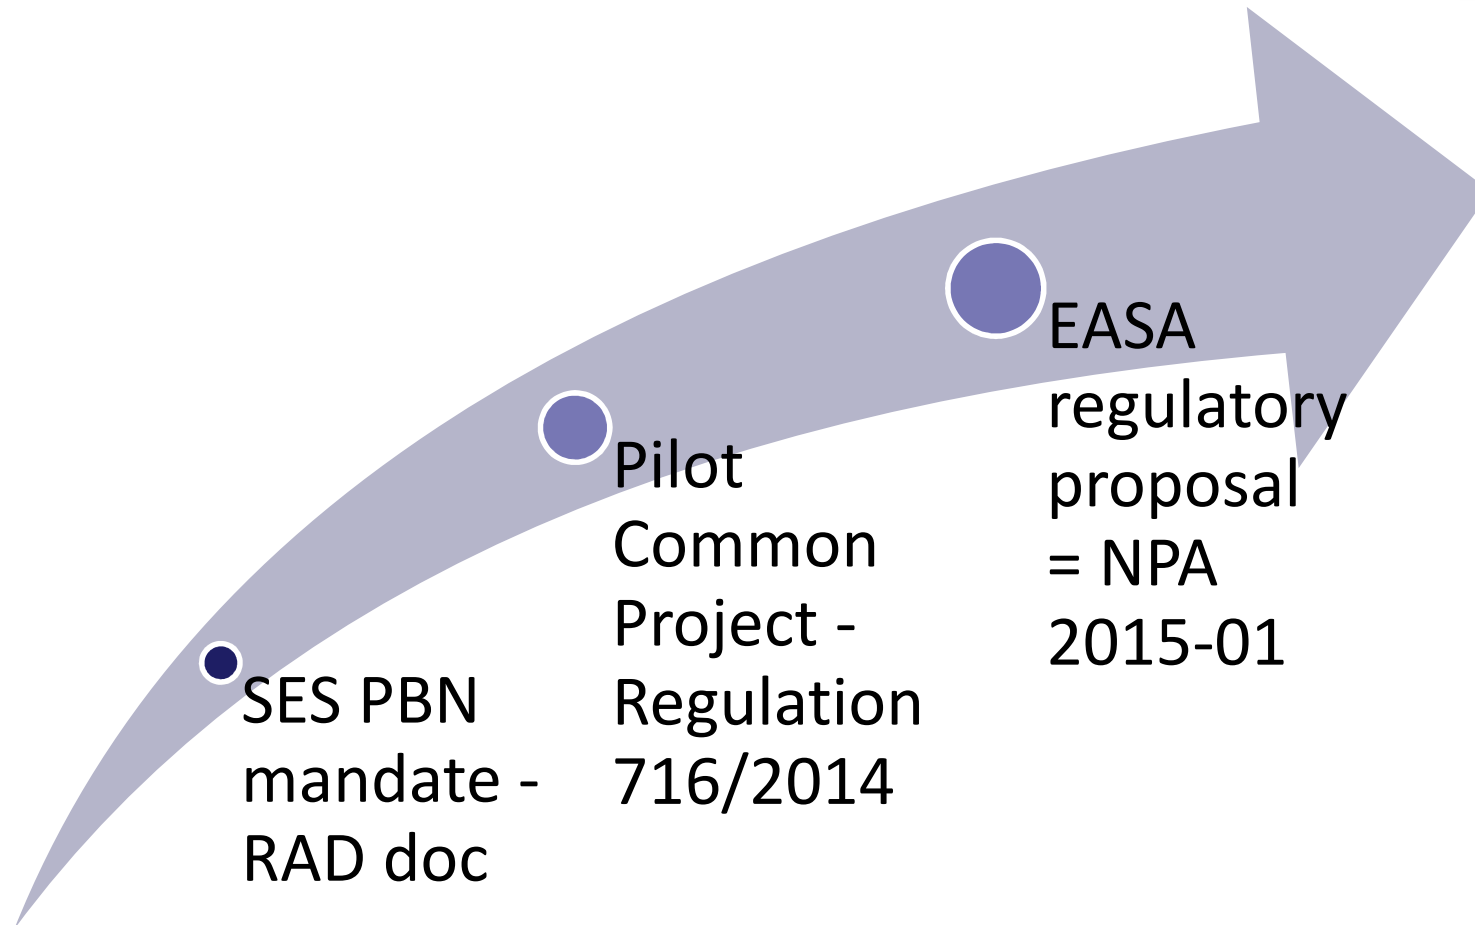 SES PBN
mandate -
RAD doc
Pilot
Common
Project -
Regulation
716/2014
EASA
regulatory
proposal
= NPA
2015-01